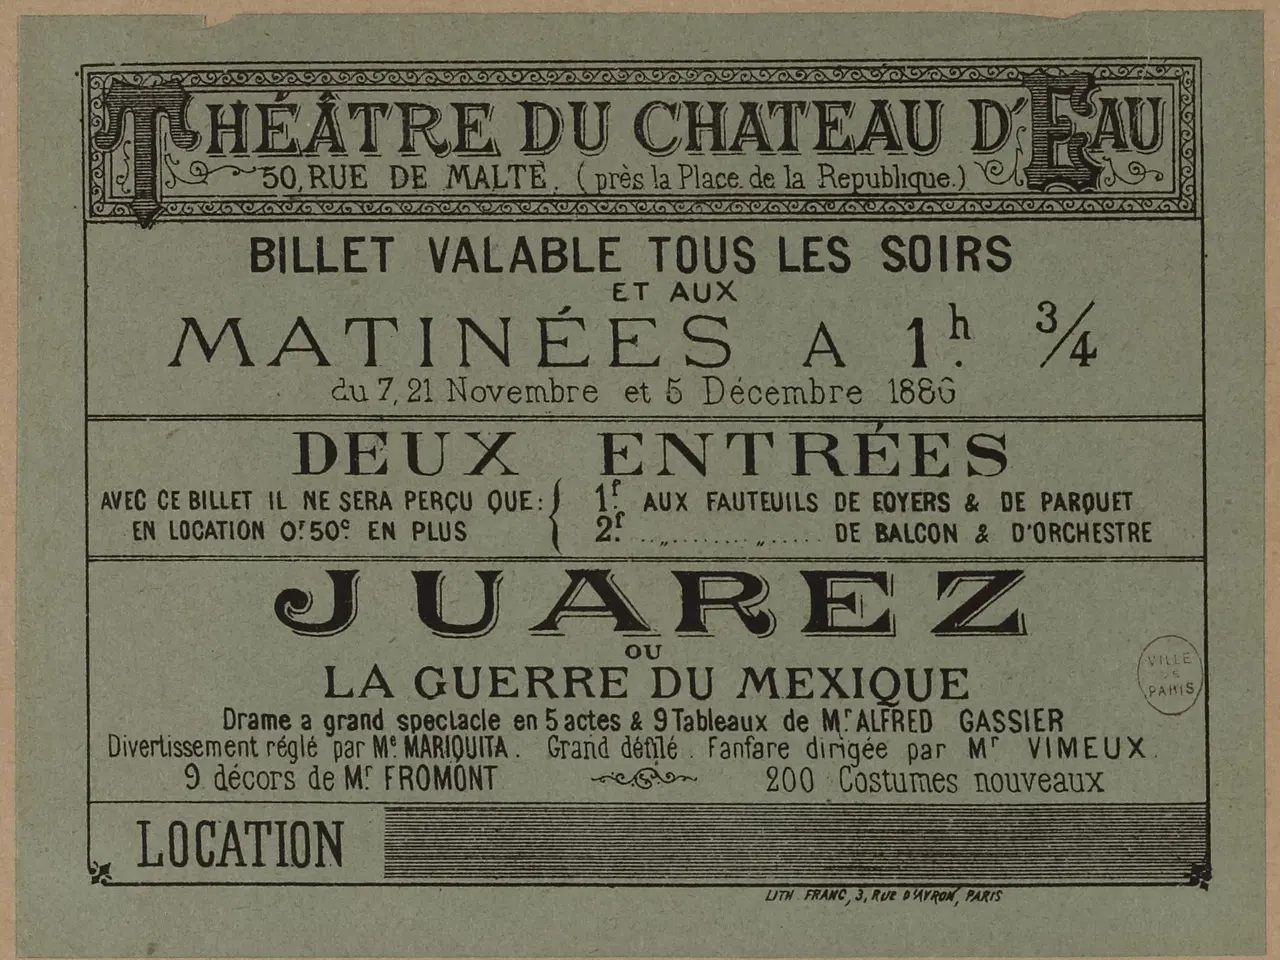 THÉÂTRE DU CHATEAU D'EAU
50, RUE DE MALTE, (près la Place de la Republique.)
BILLET VALABLE TOUS LES SOIRS
ET AUX
MATINÉES A 1h. 3/4
du 7, 21 Novembre et 5 Décembre 1886
DEUX ENTRÉES
AVEC CE BILLET IL NE SERA PERÇU QUE: { 1f. AUX FAUTEUILS DE FOYERS & DE PARQUET
EN LOCATION 0f.50c. EN PLUS 2f. ..„.........„..... DE BALCON & D'ORCHESTRE
JUAREZ
OU
LA GUERRE DU MEXIQUE
Drame a grand spectacle en 5 actes & 9 Tableaux de Mr ALFRED GASSIER
Divertissement réglé par Me MARIQUITA. Grand défilé. Fanfare dirigée par Mr VIMEUX.
9 décors de Mr FROMONT 200 Costumes nouveaux
VILLE
DE
PARIS
LOCATION
LITH FRANC, 3, RUE D'AYRON, PARIS